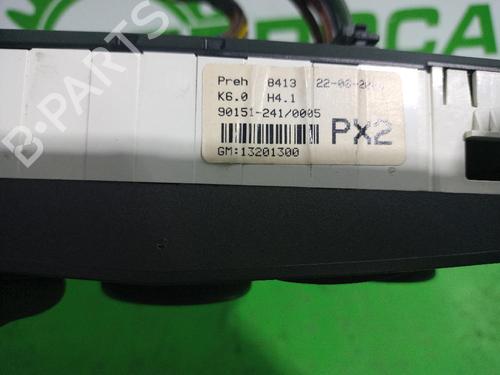 B-PARTS
Preh 8413
K6.0 H4.1
90151-241/0005
PX2
GM:13201300